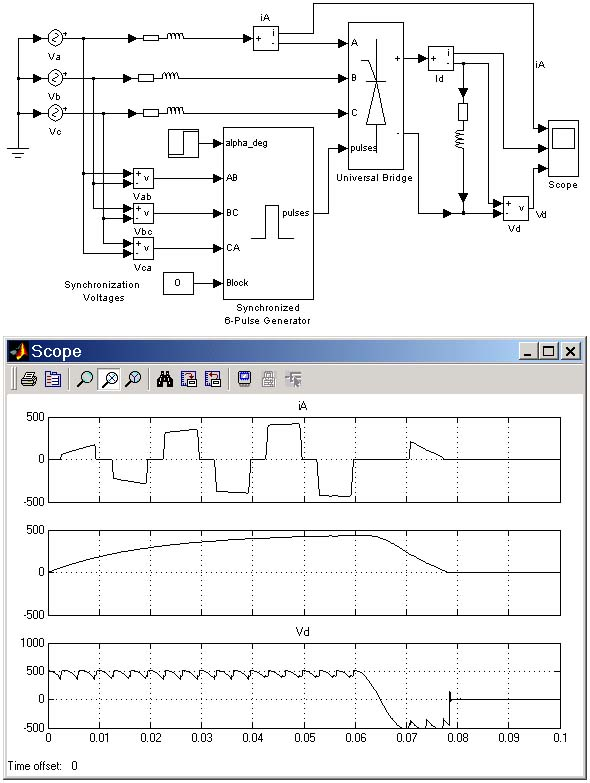 iA
Va
Vb
Vc
+
+
+
+ i
-
A
B
C
pulses
+
-
Universal Bridge
+ i
-
Id
iA
Scope
alpha_deg
AB
BC
CA
Block
pulses
Synchronized
6-Pulse Generator
+ v
-
Vab
+ v
-
Vbc
+ v
-
Vca
0
Synchronization
Voltages
+ v
-
Vd
Vd
Scope
iA
500
0
-500
500
0
-500
Vd
1000
500
0
-500
0 0.01 0.02 0.03 0.04 0.05 0.06 0.07 0.08 0.09 0.1
Time offset: 0